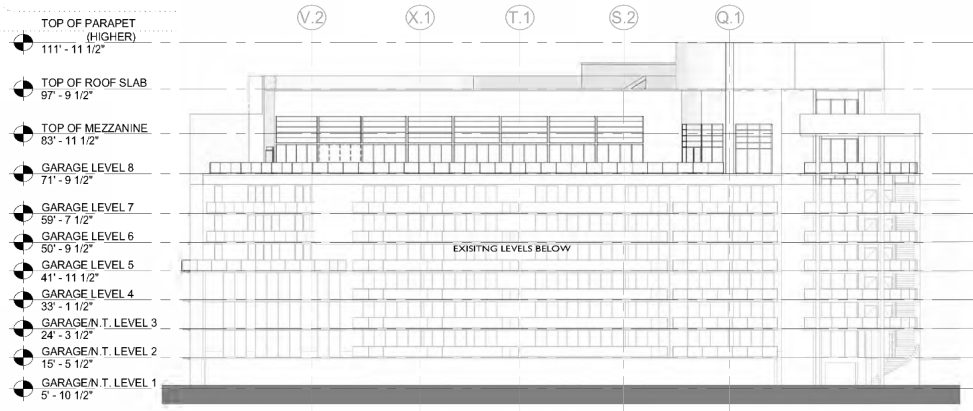 V.2 X.1 T.1 S.2 Q.1
TOP OF PARAPET
(HIGHER)
111' - 11 1/2"
TOP OF ROOF SLAB
97' - 9 1/2"
TOP OF MEZZANINE
83' - 11 1/2"
GARAGE LEVEL 8
71' - 9 1/2"
GARAGE LEVEL 7
59' - 7 1/2"
GARAGE LEVEL 6
50' - 9 1/2"
EXISITNG LEVELS BELOW
GARAGE LEVEL 5
41' - 11 1/2"
GARAGE LEVEL 4
33' - 1 1/2"
GARAGE/N.T. LEVEL 3
24' - 3 1/2"
GARAGE/N.T. LEVEL 2
15' - 5 1/2"
GARAGE/N.T. LEVEL 1
5' - 10 1/2"